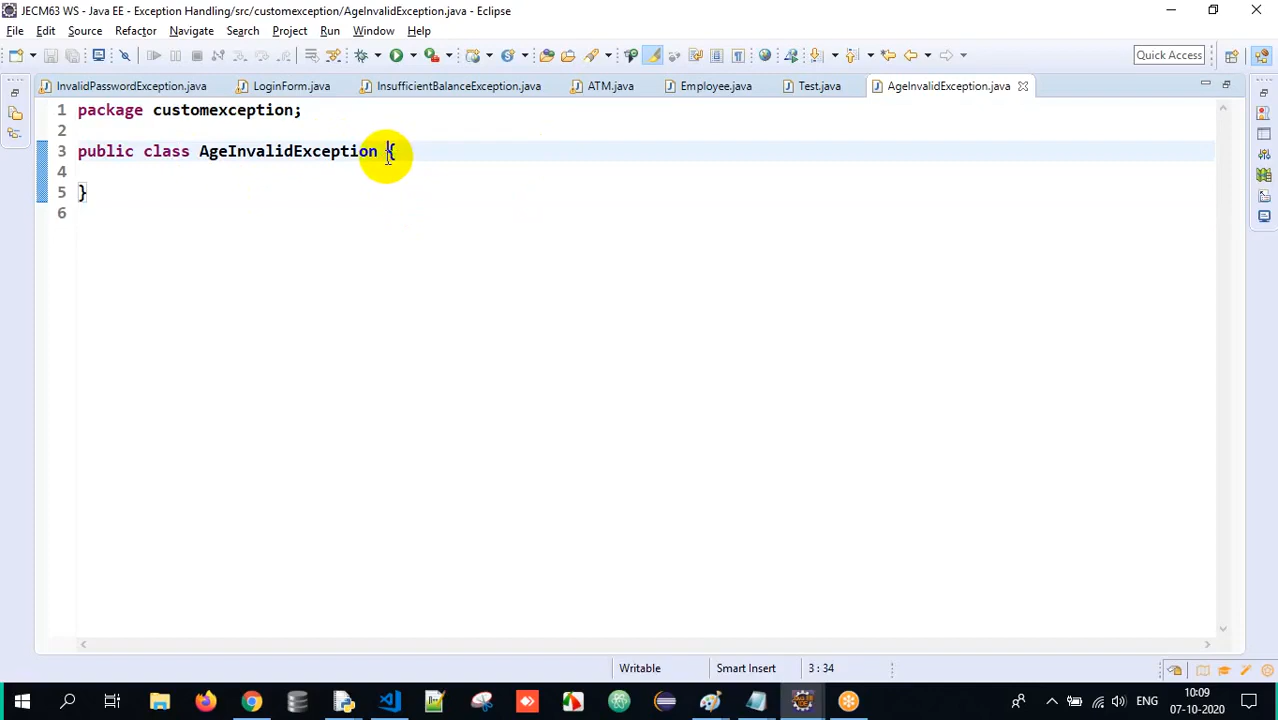 JECM63 WS - Java EE - Exception Handling/src/customexception/AgeInvalidException.java - Eclipse
File Edit Source Refactor Navigate Search Project Run Window Help
Quick Access
InvalidPasswordException.java LoginForm.java InsufficientBalanceException.java ATM.java Employee.java Test.java AgeInvalidException.java
1 package customexception;
2
3 public class AgeInvalidException {
4
5 }
6
Writable Smart Insert 3 : 34
ENG 10:09
07-10-2020